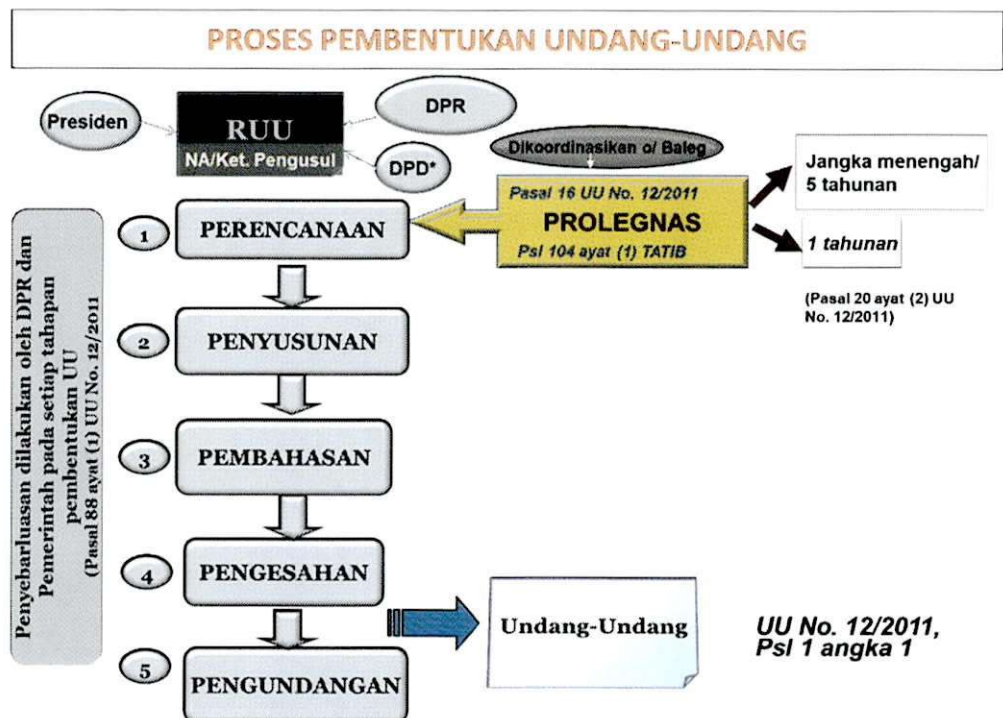 PROSES PEMBENTUKAN UNDANG-UNDANG
Presiden
RUU
NA/Ket. Pengusul
DPR
DPD*
Dikoordinasikan o/ Baleg
Pasal 16 UU No. 12/2011
PROLEGNAS
Psl 104 ayat (1) TATIB
Jangka menengah/
5 tahunan
1 tahunan
(Pasal 20 ayat (2) UU
No. 12/2011)
Penyebarluasan dilakukan oleh DPR dan
Pemerintah pada setiap tahapan
pembentukan UU
(Pasal 88 ayat (1) UU No. 12/2011
1
PERENCANAAN
2
PENYUSUNAN
3
PEMBAHASAN
4
PENGESAHAN
Undang-Undang
UU No. 12/2011,
Psl 1 angka 1
5
PENGUNDANGAN